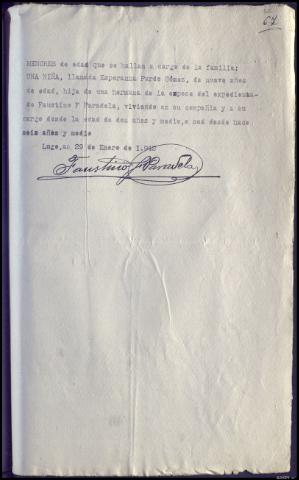 67
MENORES de edad que se hallan a cargo de la familia:
UNA NIÑA, llamada Esperanza Pardo Gómez, de nueve años
de edad, hija de una hermana de la esposa del expedienta-
do Faustino F Paradela, viviendo en su compañia y a su
cargo desde la edad de dos años y medio, o sea desde hace
seis años y medio
Lugo, a 29 de Enero de 1.942
Faustino F Paradela